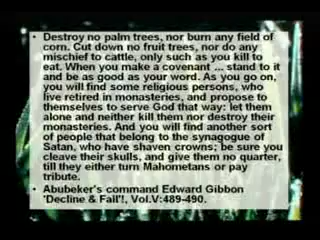 • Destroy no palm trees, nor burn any field of
corn. Cut down no fruit trees, nor do any
mischief to cattle, only such as you kill to
eat. When you make a covenant ... stand to it
and be as good as your word. As you go on,
you will find some religious persons, who
live retired in monasteries, and propose to
themselves to serve God that way: let them
alone and neither kill them nor destroy their
monasteries. And you will find another sort
of people that belong to the synagogue of
Satan, who have shaven crowns; be sure you
cleave their skulls, and give them no quarter,
till they either turn Mahometans or pay
tribute.
• Abubeker's command Edward Gibbon
'Decline & Fall'!, Vol.V:489-490.